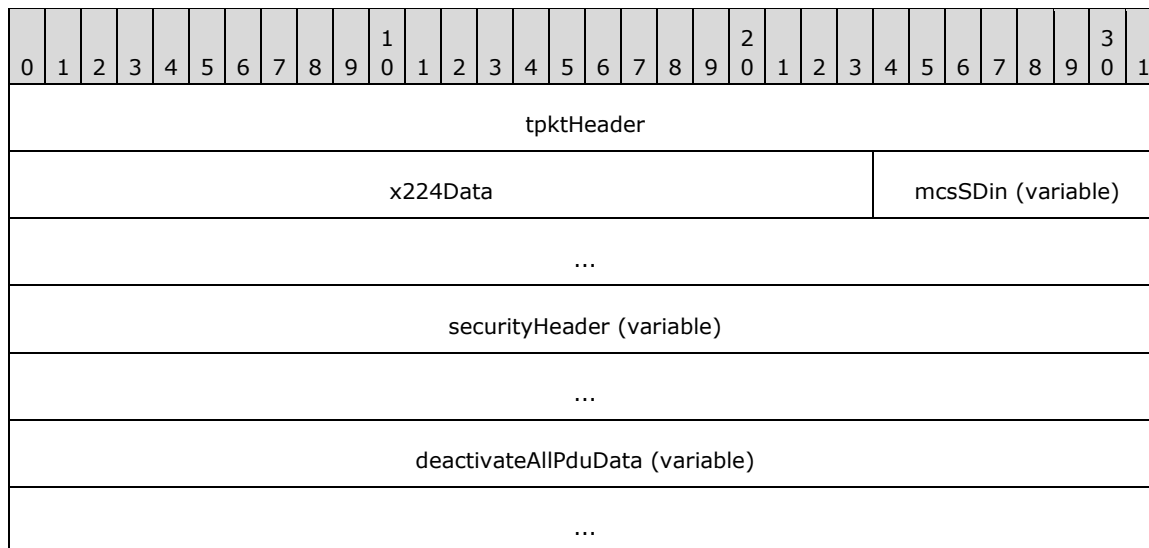 1 2 3
0 1 2 3 4 5 6 7 8 9 0 1 2 3 4 5 6 7 8 9 0 1 2 3 4 5 6 7 8 9 0 1
tpktHeader
x224Data mcsSDin (variable)
...
securityHeader (variable)
...
deactivateAllPduData (variable)
...